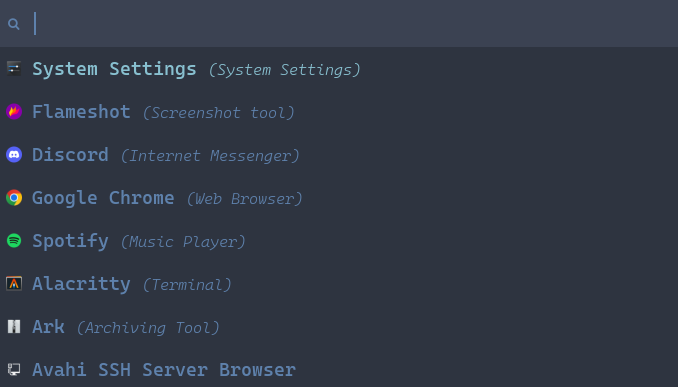 System Settings (System Settings)
Flameshot (Screenshot tool)
Discord (Internet Messenger)
Google Chrome (Web Browser)
Spotify (Music Player)
Alacritty (Terminal)
Ark (Archiving Tool)
Avahi SSH Server Browser